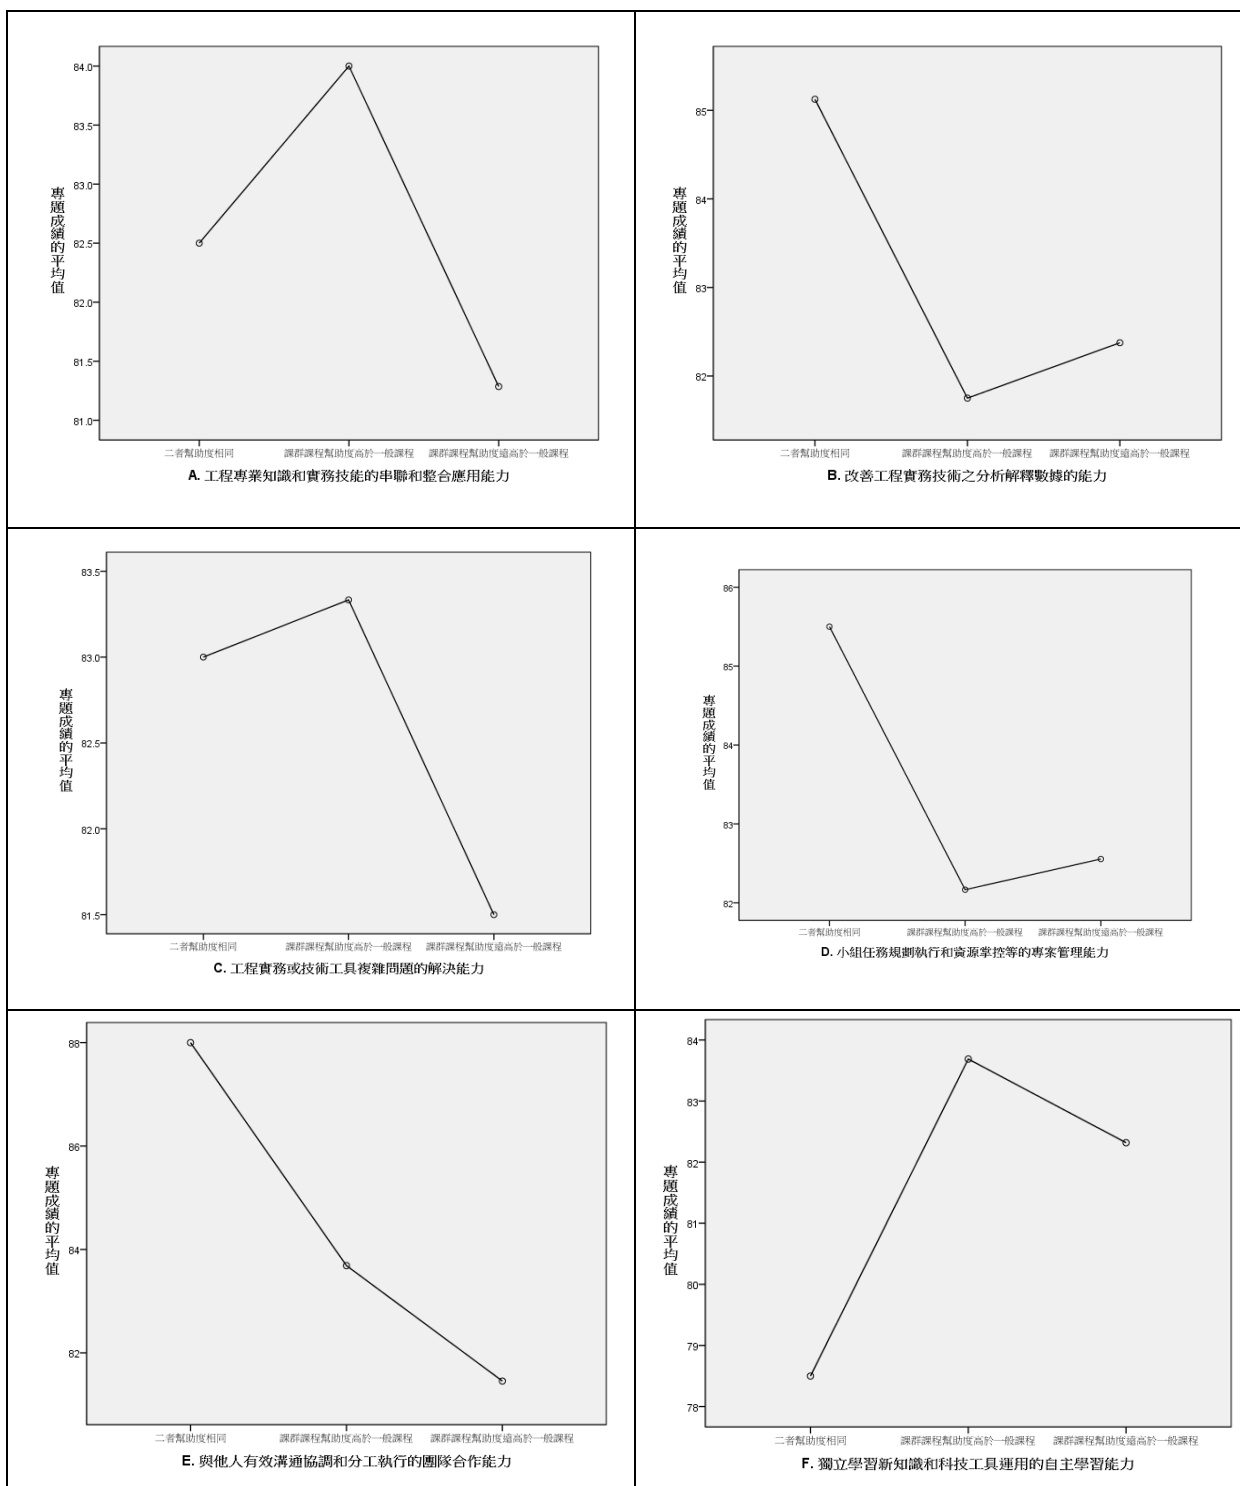 84.0
83.5
83.0
82.5
82.0
81.5
81.0
專題成績的平均值
二者幫助度相同 課群課程幫助度高於一般課程 課群課程幫助度遠高於一般課程
A. 工程專業知識和實務技能的串聯和整合應用能力
85
84
83
82
專題成績的平均值
二者幫助度相同 課群課程幫助度高於一般課程 課群課程幫助度遠高於一般課程
B. 改善工程實務技術之分析解釋數據的能力
83.5
83.0
82.5
82.0
81.5
專題成績的平均值
二者幫助度相同 課群課程幫助度高於一般課程 課群課程幫助度遠高於一般課程
C. 工程實務或技術工具複雜問題的解決能力
86
85
84
83
82
專題成績的平均值
二者幫助度相同 課群課程幫助度高於一般課程 課群課程幫助度遠高於一般課程
D. 小組任務規劃執行和資源掌控等的專案管理能力
88
86
84
82
專題成績的平均值
二者幫助度相同 課群課程幫助度高於一般課程 課群課程幫助度遠高於一般課程
E. 與他人有效溝通協調和分工執行的團隊合作能力
84
83
82
81
80
79
78
專題成績的平均值
二者幫助度相同 課群課程幫助度高於一般課程 課群課程幫助度遠高於一般課程
F. 獨立學習新知識和科技工具運用的自主學習能力